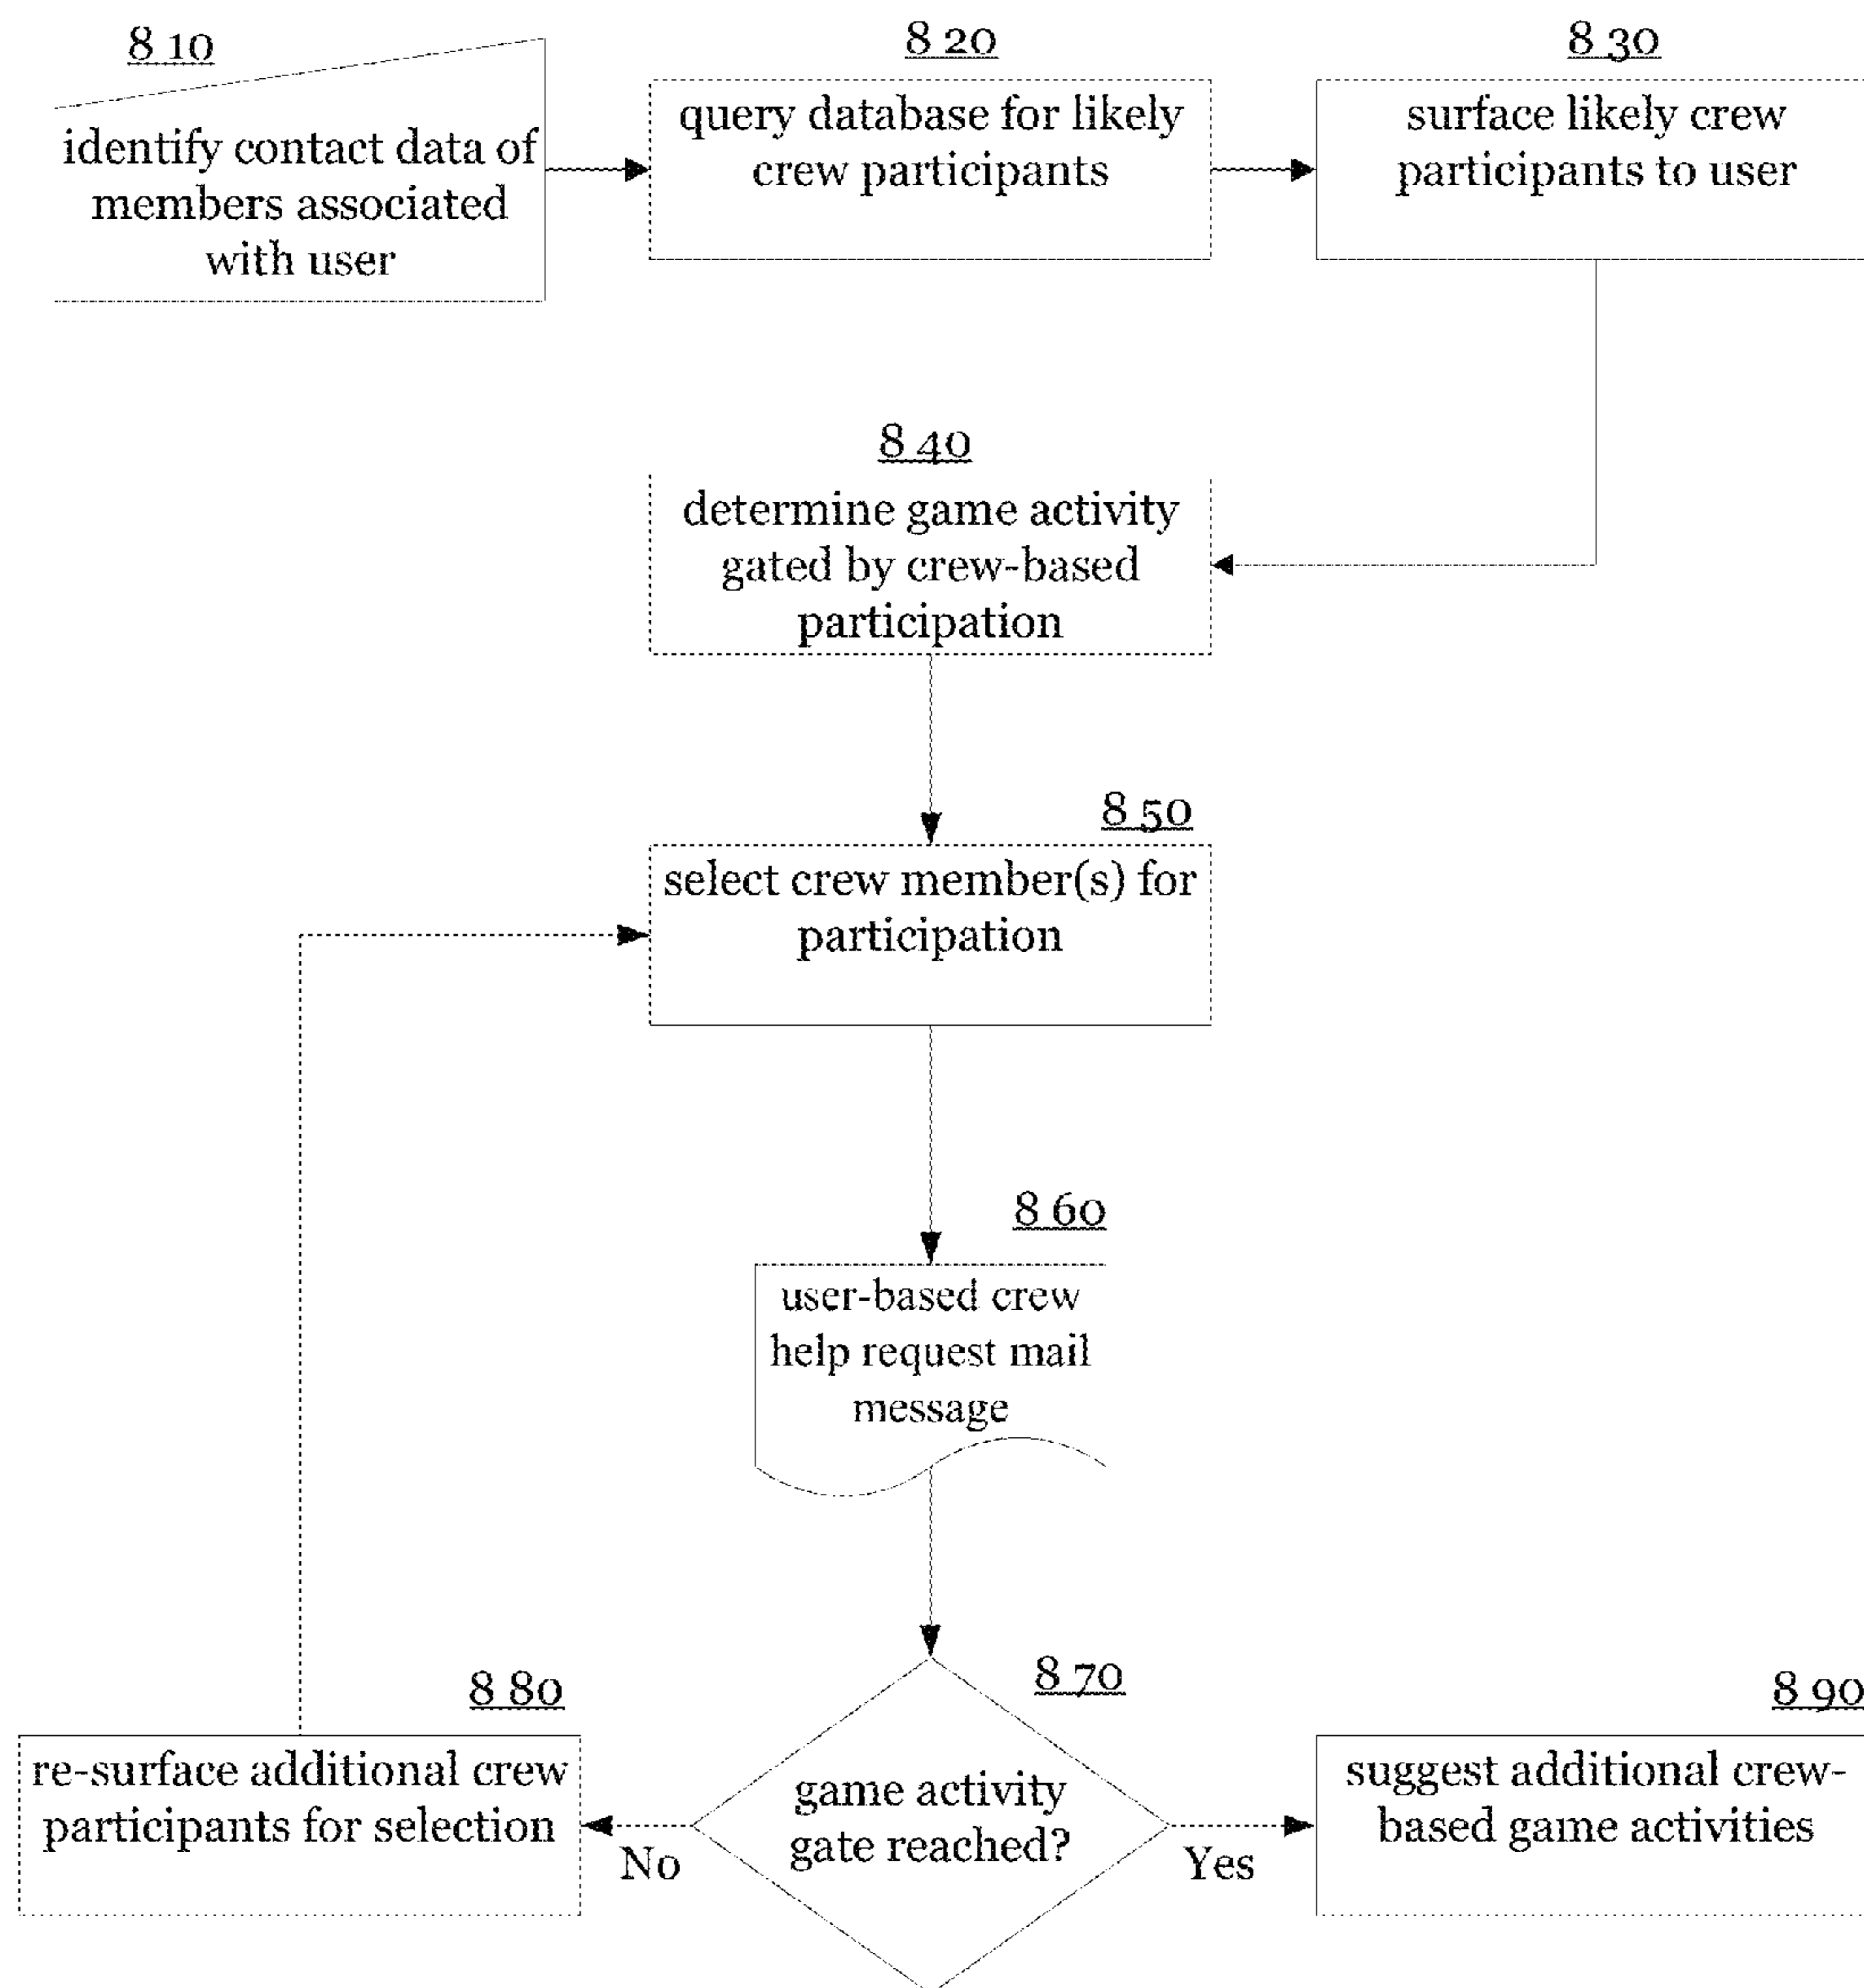 8 10
identify contact data of
members associated
with user
8 20
query database for likely
crew participants
8 30
surface likely crew
participants to user
8 40
determine game activity
gated by crew-based
participation
8 50
select crew member(s) for
participation
8 60
user-based crew
help request mail
message
8 70
game activity
gate reached?
No
Yes
8 80
re-surface additional crew
participants for selection
8 90
suggest additional crew-
based game activities